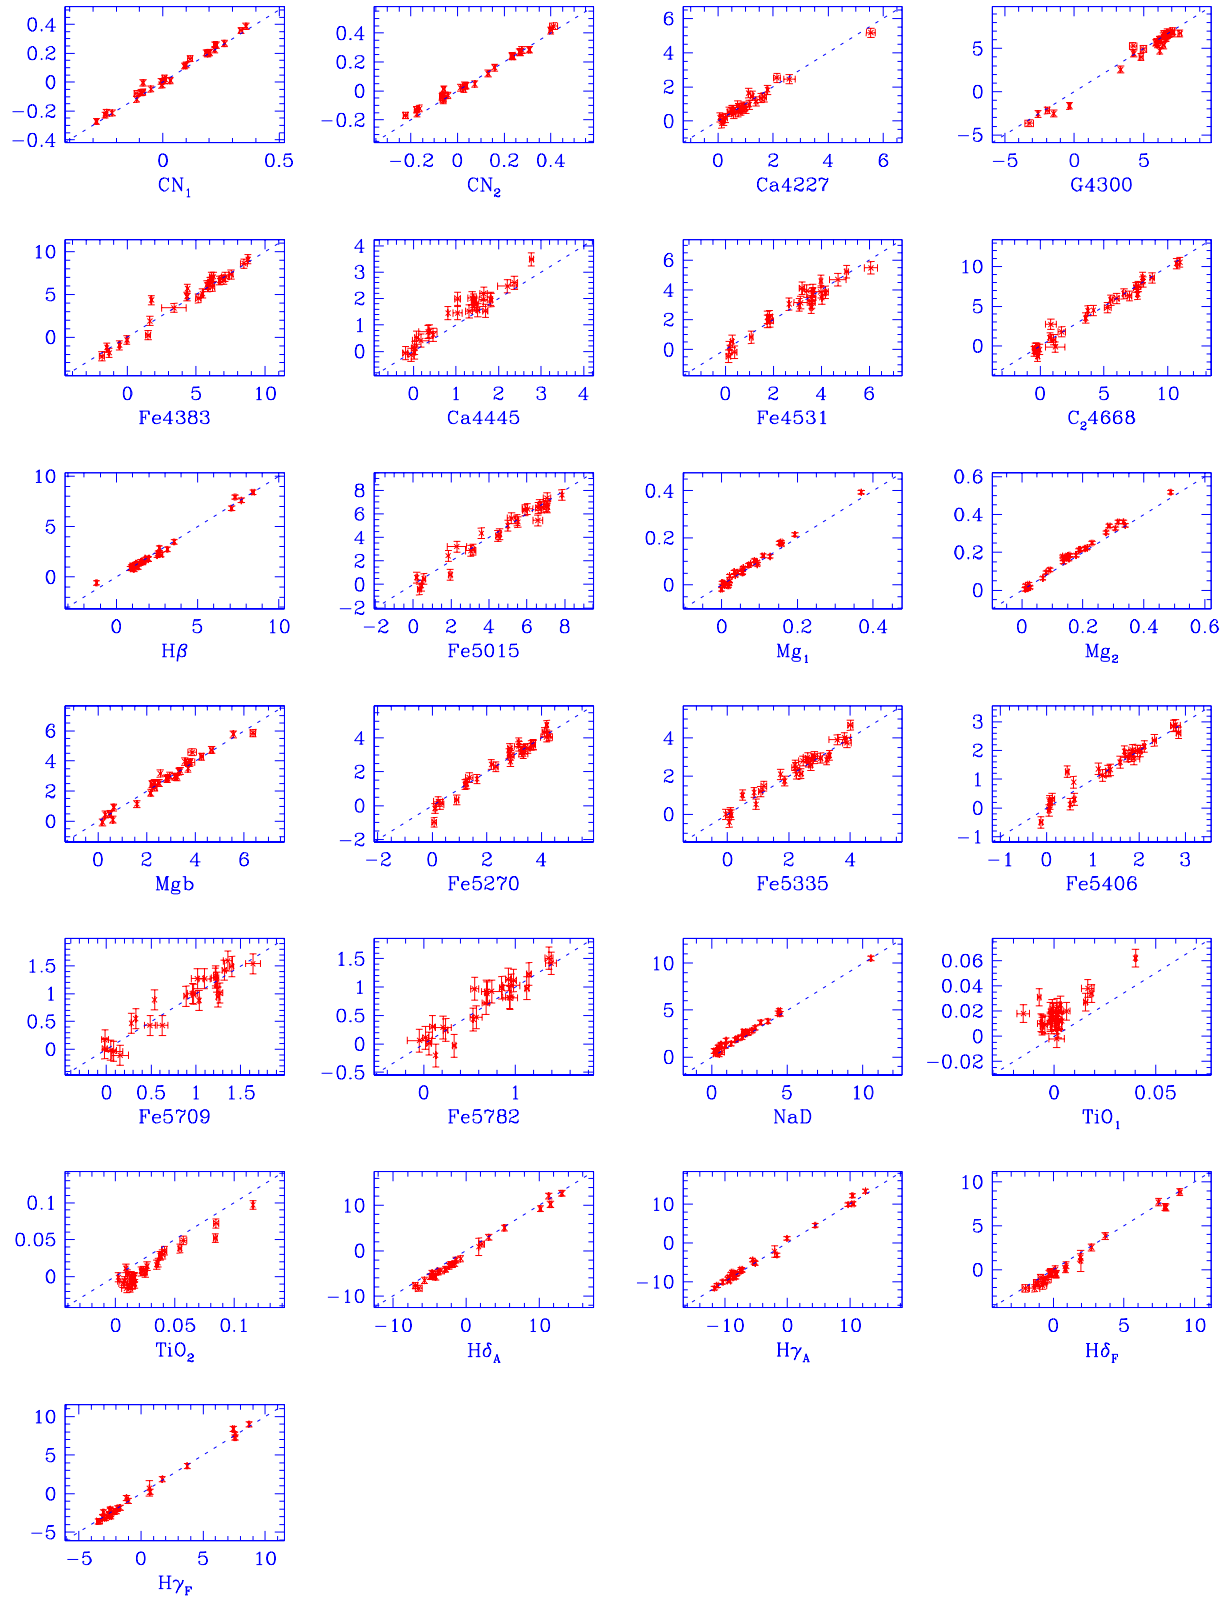 0.4
0.2
0
−0.2
−0.4
0 0.5
CN₁
0.4
0.2
0
−0.2
−0.2 0 0.2 0.4
CN₂
6
4
2
0
0 2 4 6
Ca4227
5
0
−5
−5 0 5
G4300
10
5
0
0 5 10
Fe4383
4
3
2
1
0
0 1 2 3 4
Ca4445
6
4
2
0
0 2 4 6
Fe4531
10
5
0
0 5 10
C₂4668
10
5
0
0 5 10
Hβ
8
6
4
2
0
−2
−2 0 2 4 6 8
Fe5015
0.4
0.2
0
0 0.2 0.4
Mg₁
0.6
0.4
0.2
0
0 0.2 0.4 0.6
Mg₂
6
4
2
0
0 2 4 6
Mgb
4
2
0
−2
−2 0 2 4
Fe5270
4
2
0
0 2 4
Fe5335
3
2
1
0
−1
−1 0 1 2 3
Fe5406
1.5
1
0.5
0
0 0.5 1 1.5
Fe5709
1.5
1
0.5
0
−0.5
0 1
Fe5782
10
5
0
0 5 10
NaD
0.06
0.04
0.02
0
−0.02
0 0.05
TiO₁
0.1
0.05
0
0 0.05 0.1
TiO₂
10
0
−10
−10 0 10
Hδ_A
10
0
−10
−10 0 10
Hγ_A
10
5
0
0 5 10
Hδ_F
10
5
0
−5
−5 0 5 10
Hγ_F